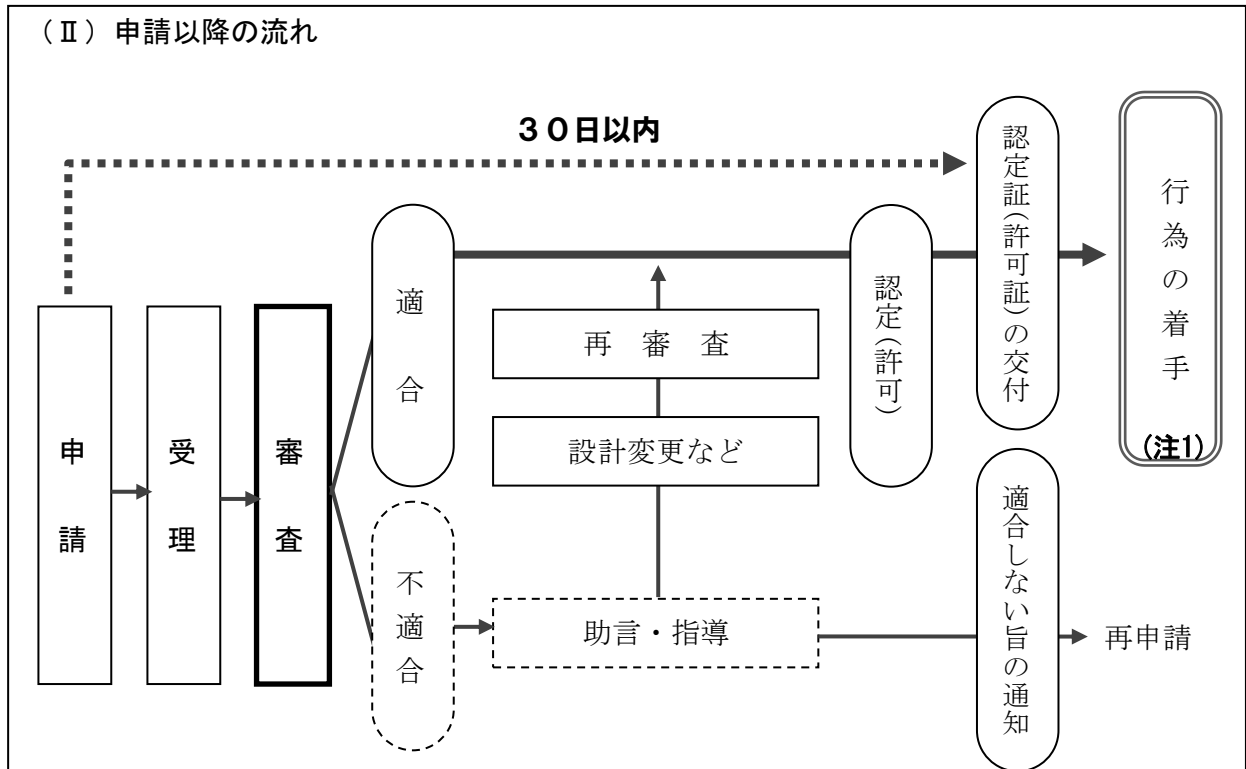 （Ⅱ）申請以降の流れ
３０日以内
申請
受理
審査
適合
不適合
再審査
設計変更など
助言・指導
認定（許可）
認定証（許可証）の交付
行為の着手
（注1）
適合しない旨の通知
再申請